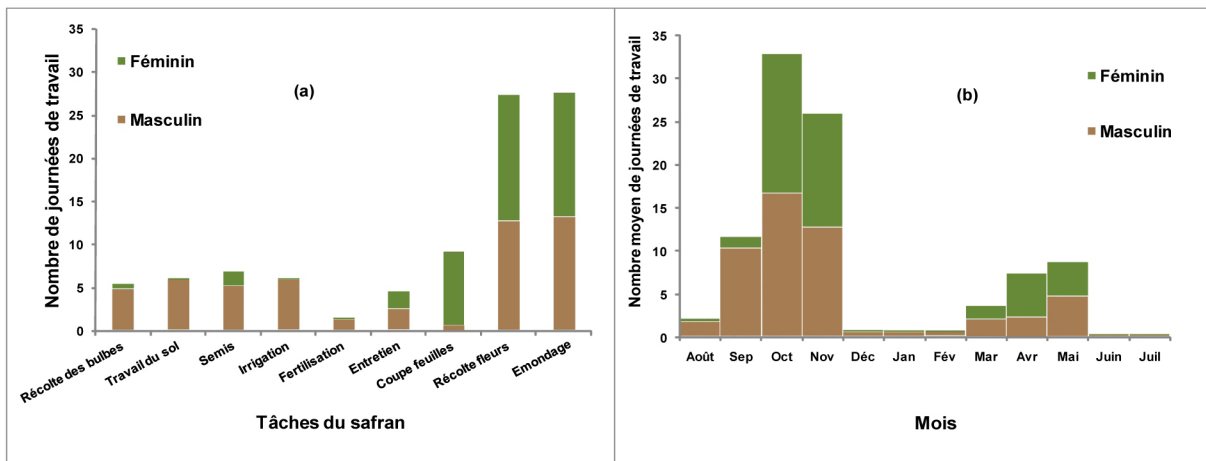 Nombre de journées de travail
35
30
25
20
15
10
5
0
Féminin
Masculin
(a)
Récolte des bulbes
Travail du sol
Semis
Irrigation
Fertilisation
Entretien
Coupe feuilles
Récolte fleurs
Emondage
Tâches du safran
Nombre moyen de journées de travail
35
30
25
20
15
10
5
0
(b)
Féminin
Masculin
Août Sep Oct Nov Déc Jan Fév Mar Avr Mai Juin Juil
Mois